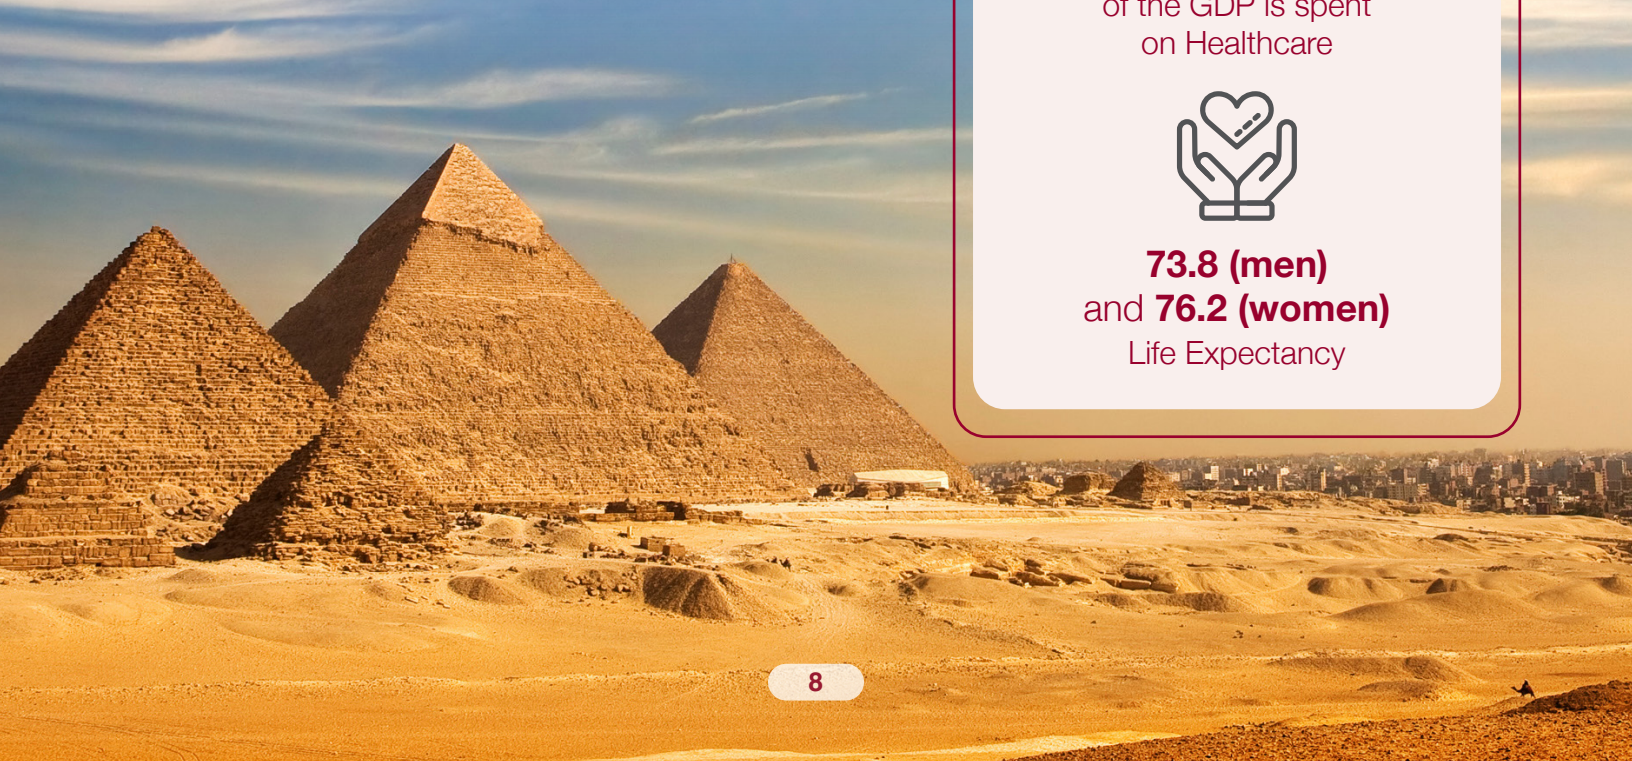 of the GDP is spent
on Healthcare
73.8 (men)
and 76.2 (women)
Life Expectancy
8